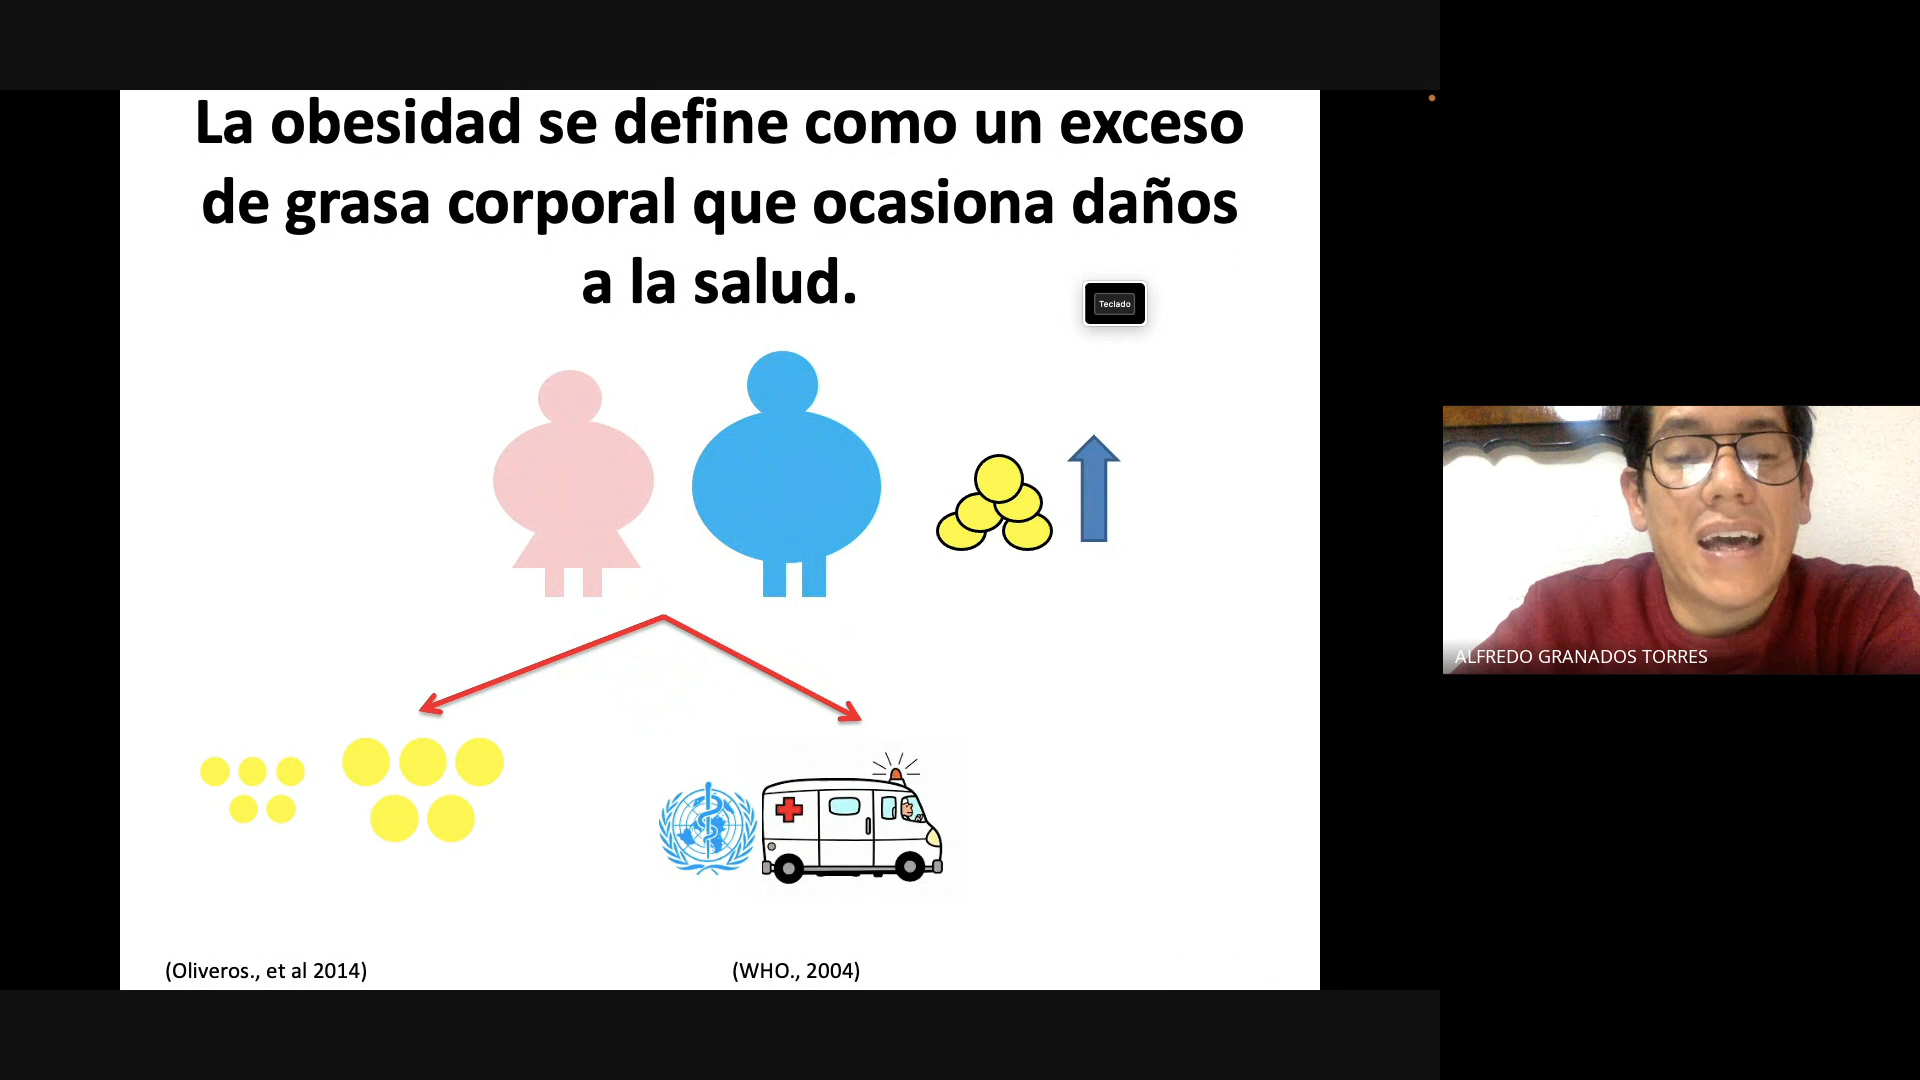 La obesidad se define como un exceso
de grasa corporal que ocasiona daños
a la salud.
Teclado
ALFREDO GRANADOS TORRES
(Oliveros., et al 2014)
(WHO., 2004)